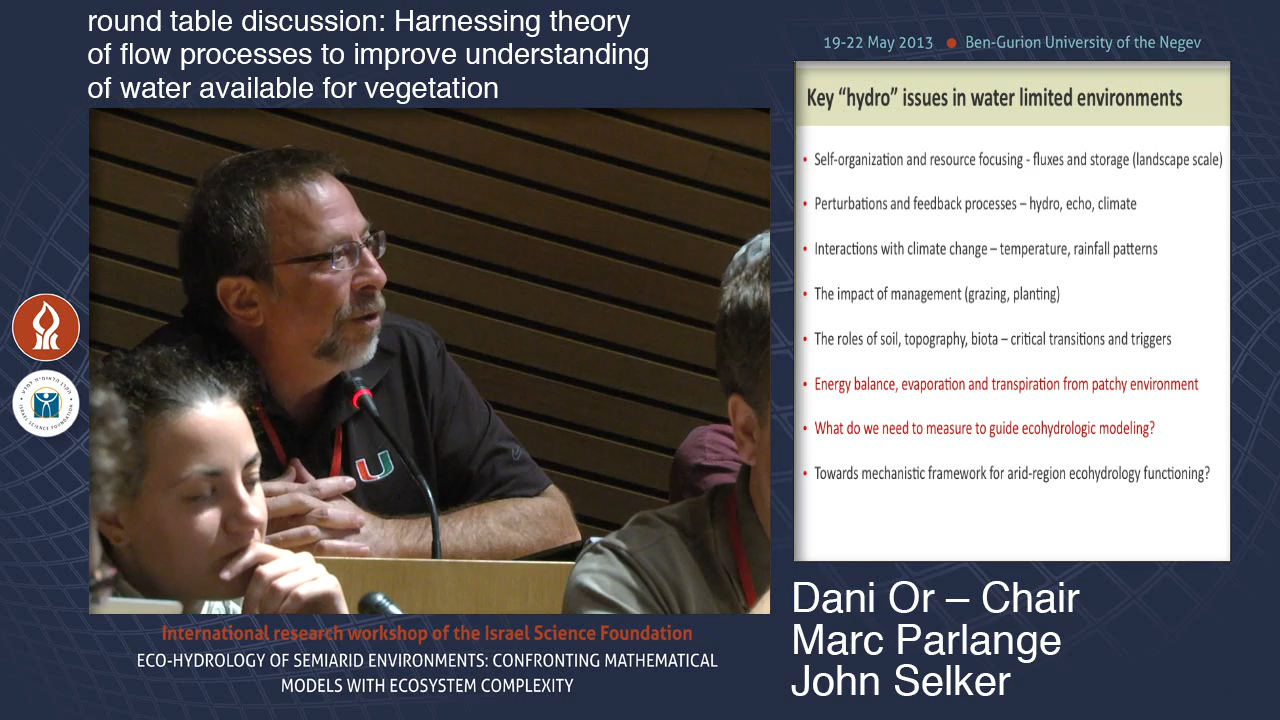 round table discussion: Harnessing theory
of flow processes to improve understanding
of water available for vegetation
19-22 May 2013 ● Ben-Gurion University of the Negev
Key “hydro” issues in water limited environments
• Self-organization and resource focusing - fluxes and storage (landscape scale)
• Perturbations and feedback processes – hydro, echo, climate
• Interactions with climate change – temperature, rainfall patterns
• The impact of management (grazing, planting)
• The roles of soil, topography, biota – critical transitions and triggers
• Energy balance, evaporation and transpiration from patchy environment
• What do we need to measure to guide ecohydrologic modeling?
• Towards mechanistic framework for arid-region ecohydrology functioning?
U
ISRAEL SCIENCE FOUNDATION
International research workshop of the Israel Science Foundation
ECO-HYDROLOGY OF SEMIARID ENVIRONMENTS: CONFRONTING MATHEMATICAL
MODELS WITH ECOSYSTEM COMPLEXITY
Dani Or – Chair
Marc Parlange
John Selker